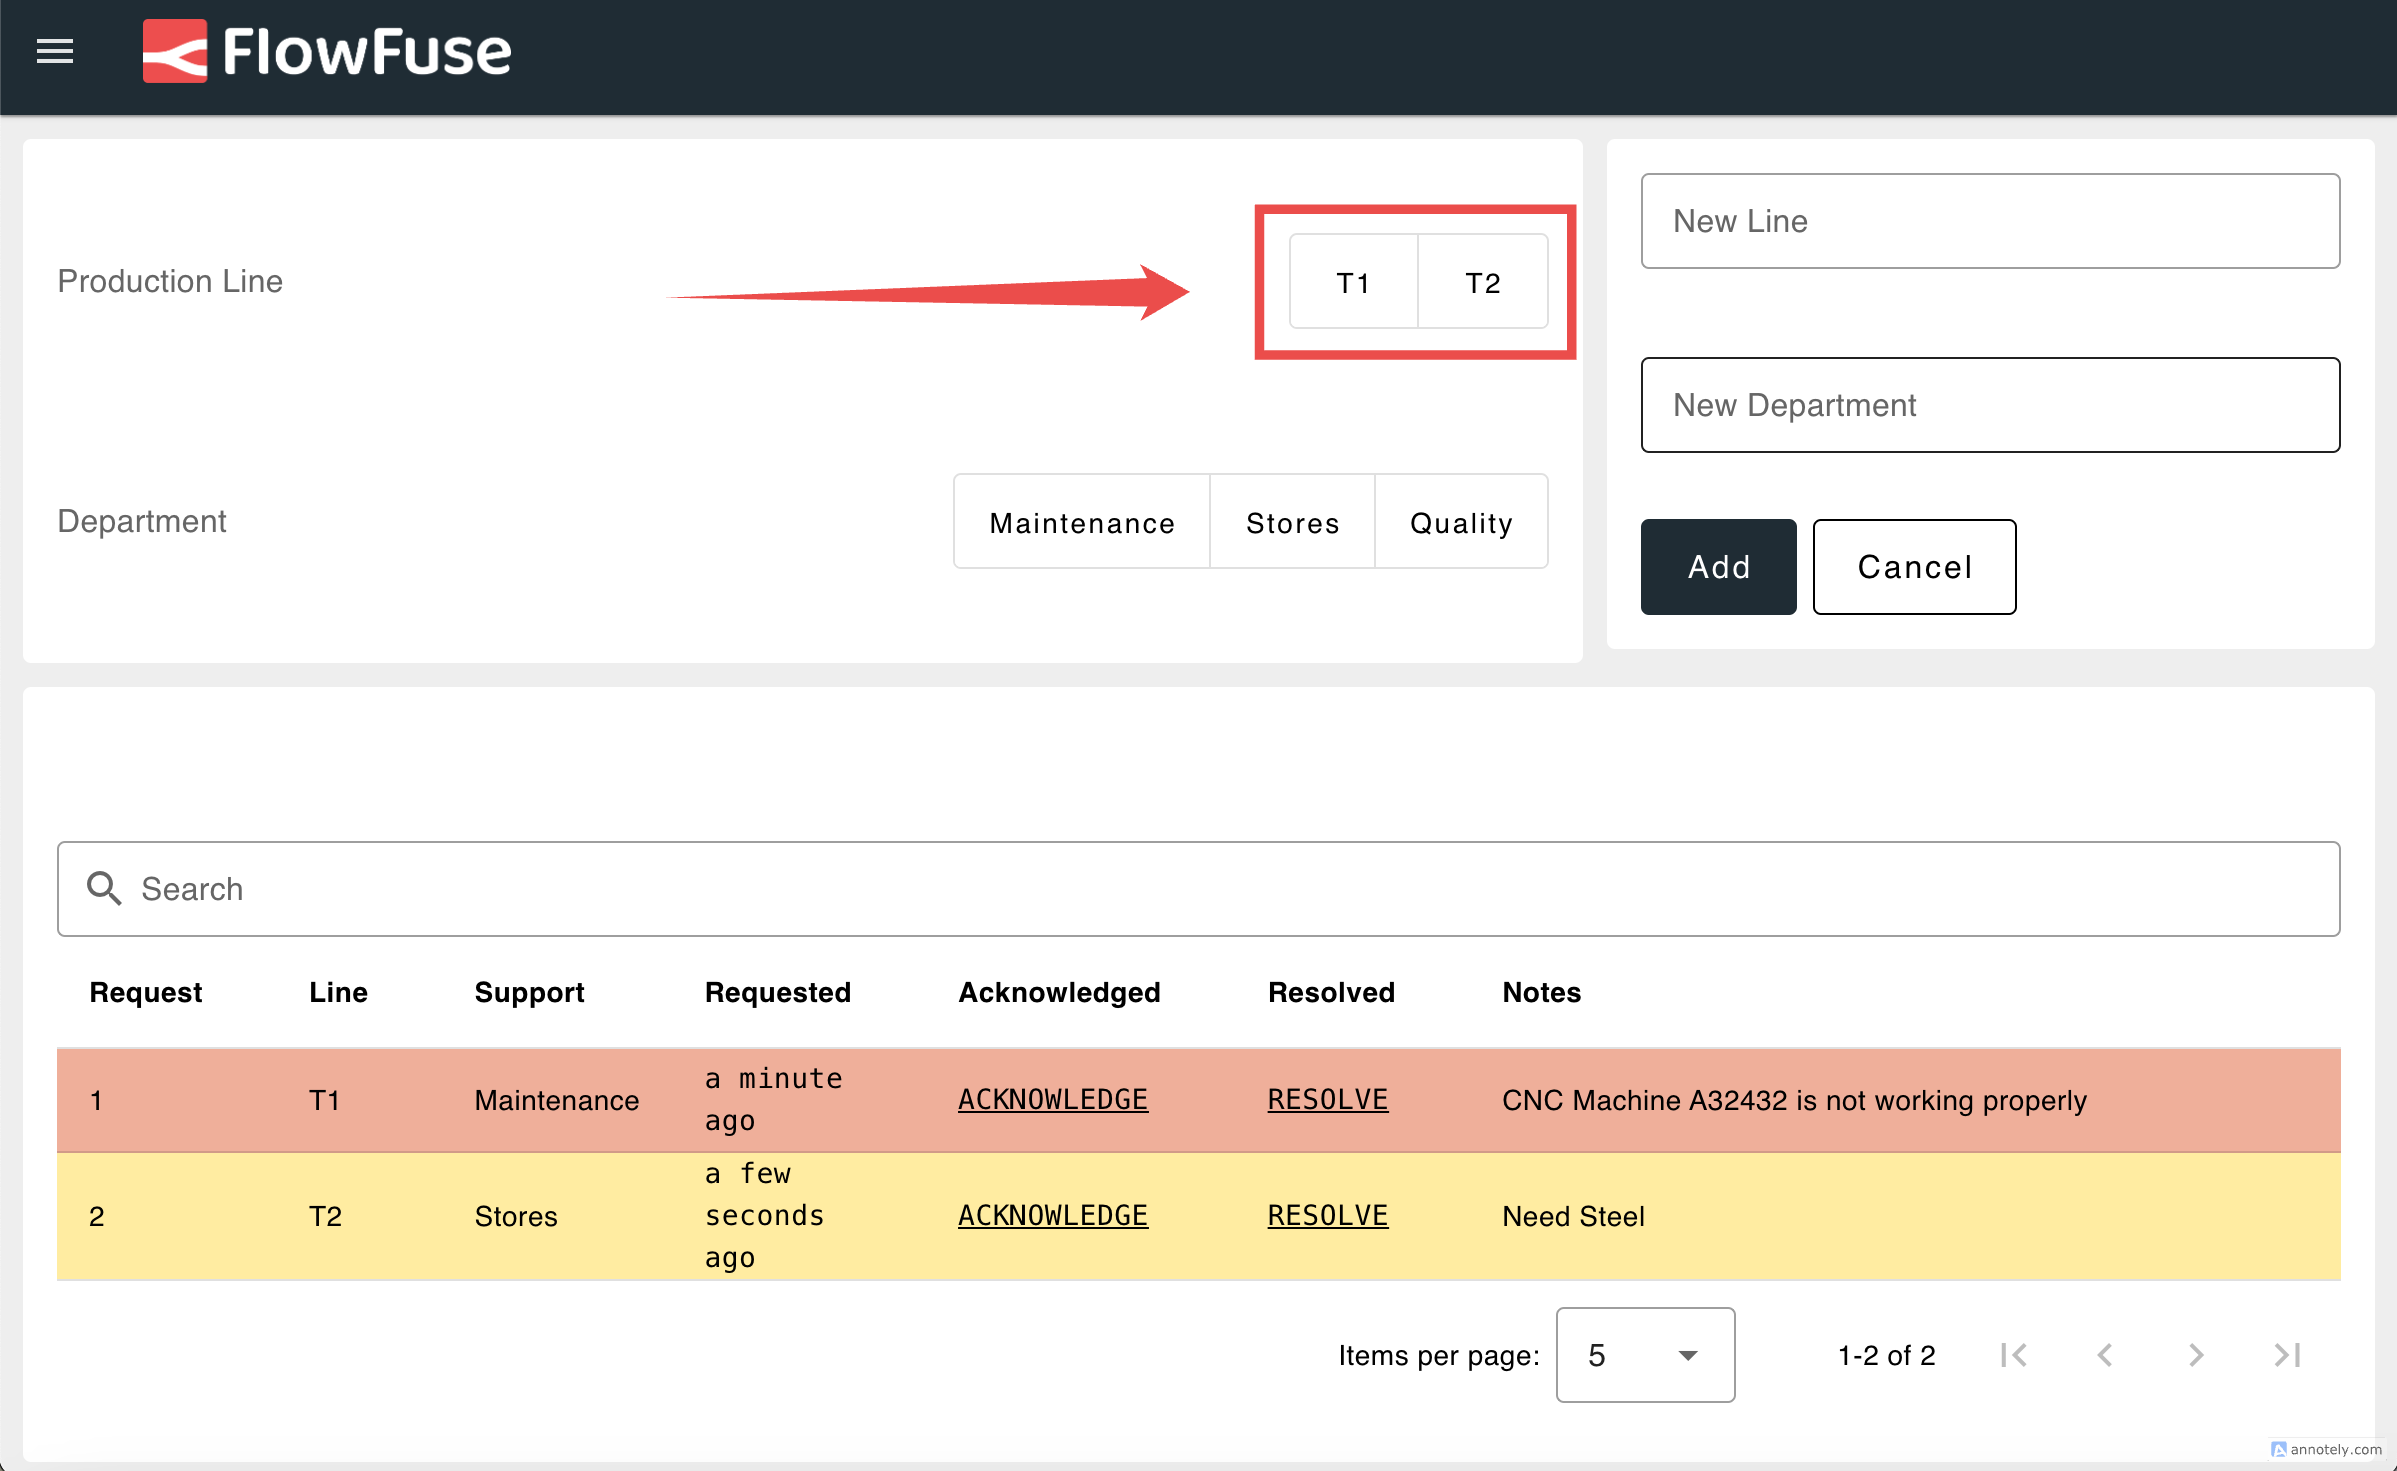 FlowFuse
Production Line
T1 T2
Department
Maintenance Stores Quality
New Line
New Department
Add Cancel
Search
Request Line Support Requested Acknowledged Resolved Notes
1 T1 Maintenance a minute ago ACKNOWLEDGE RESOLVE CNC Machine A32432 is not working properly
2 T2 Stores a few seconds ago ACKNOWLEDGE RESOLVE Need Steel
Items per page: 5 1-2 of 2
annotely.com